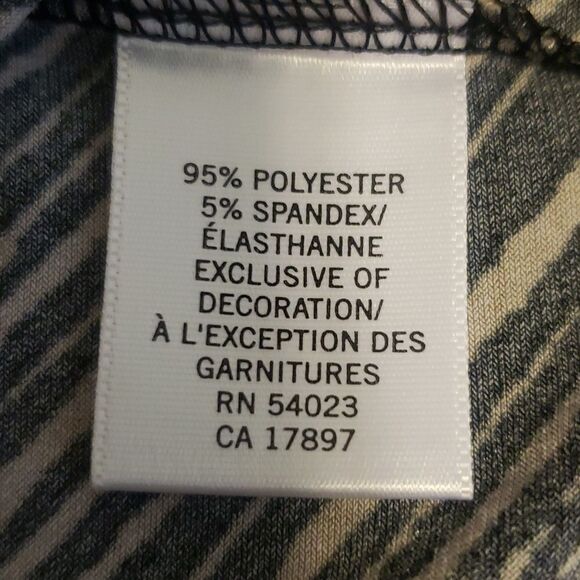 95% POLYESTER
5% SPANDEX/
ÉLASTHANNE
EXCLUSIVE OF
DECORATION/
À L'EXCEPTION DES
GARNITURES
RN 54023
CA 17897